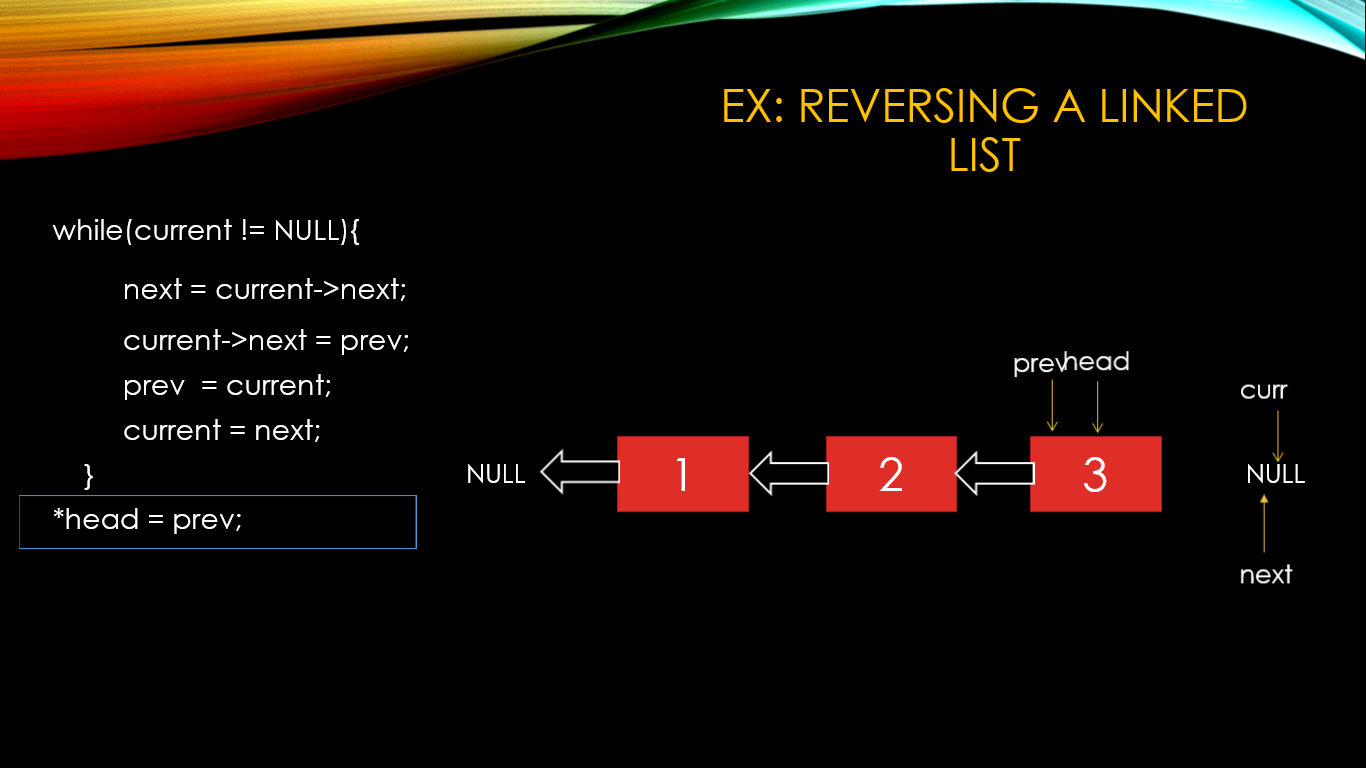 EX: REVERSING A LINKED
LIST
while(current != NULL){
next = current->next;
current->next = prev;
prev  = current;
current = next;
}
*head = prev;
prev head
curr
NULL 1 2 3 NULL
next